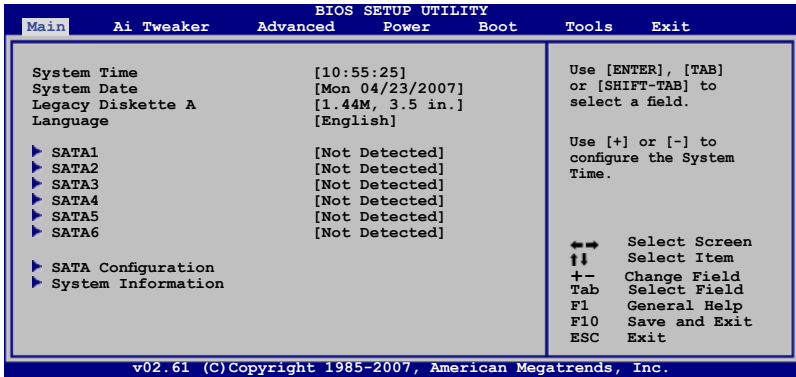 BIOS SETUP UTILITY
Main Ai Tweaker Advanced Power Boot Tools Exit
System Time [10:55:25]
System Date [Mon 04/23/2007]
Legacy Diskette A [1.44M, 3.5 in.]
Language [English]
SATA1 [Not Detected]
SATA2 [Not Detected]
SATA3 [Not Detected]
SATA4 [Not Detected]
SATA5 [Not Detected]
SATA6 [Not Detected]
SATA Configuration
System Information
Use [ENTER], [TAB]
or [SHIFT-TAB] to
select a field.
Use [+] or [-] to
configure the System
Time.
Select Screen
Select Item
+- Change Field
Tab Select Field
F1 General Help
F10 Save and Exit
ESC Exit
v02.61 (C)Copyright 1985-2007, American Megatrends, Inc.